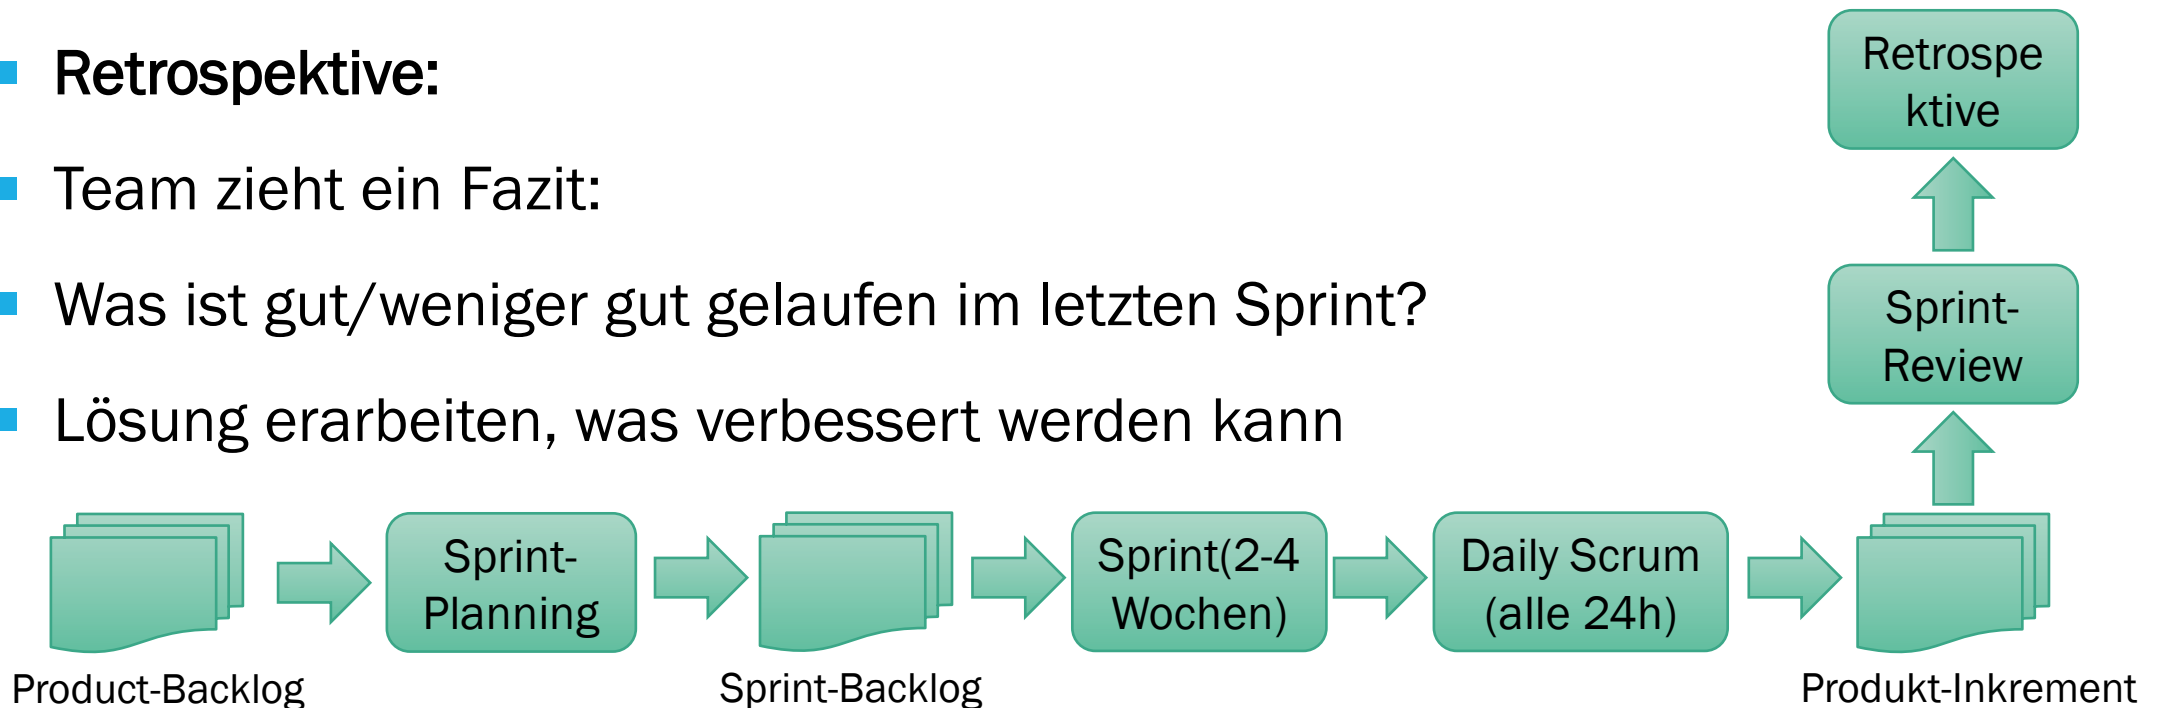 Retrospektive:
Team zieht ein Fazit:
Was ist gut/weniger gut gelaufen im letzten Sprint?
Lösung erarbeiten, was verbessert werden kann
Retrospe
ktive
Sprint-
Review
Sprint-
Planning
Sprint(2-4
Wochen)
Daily Scrum
(alle 24h)
Product-Backlog
Sprint-Backlog
Produkt-Inkrement